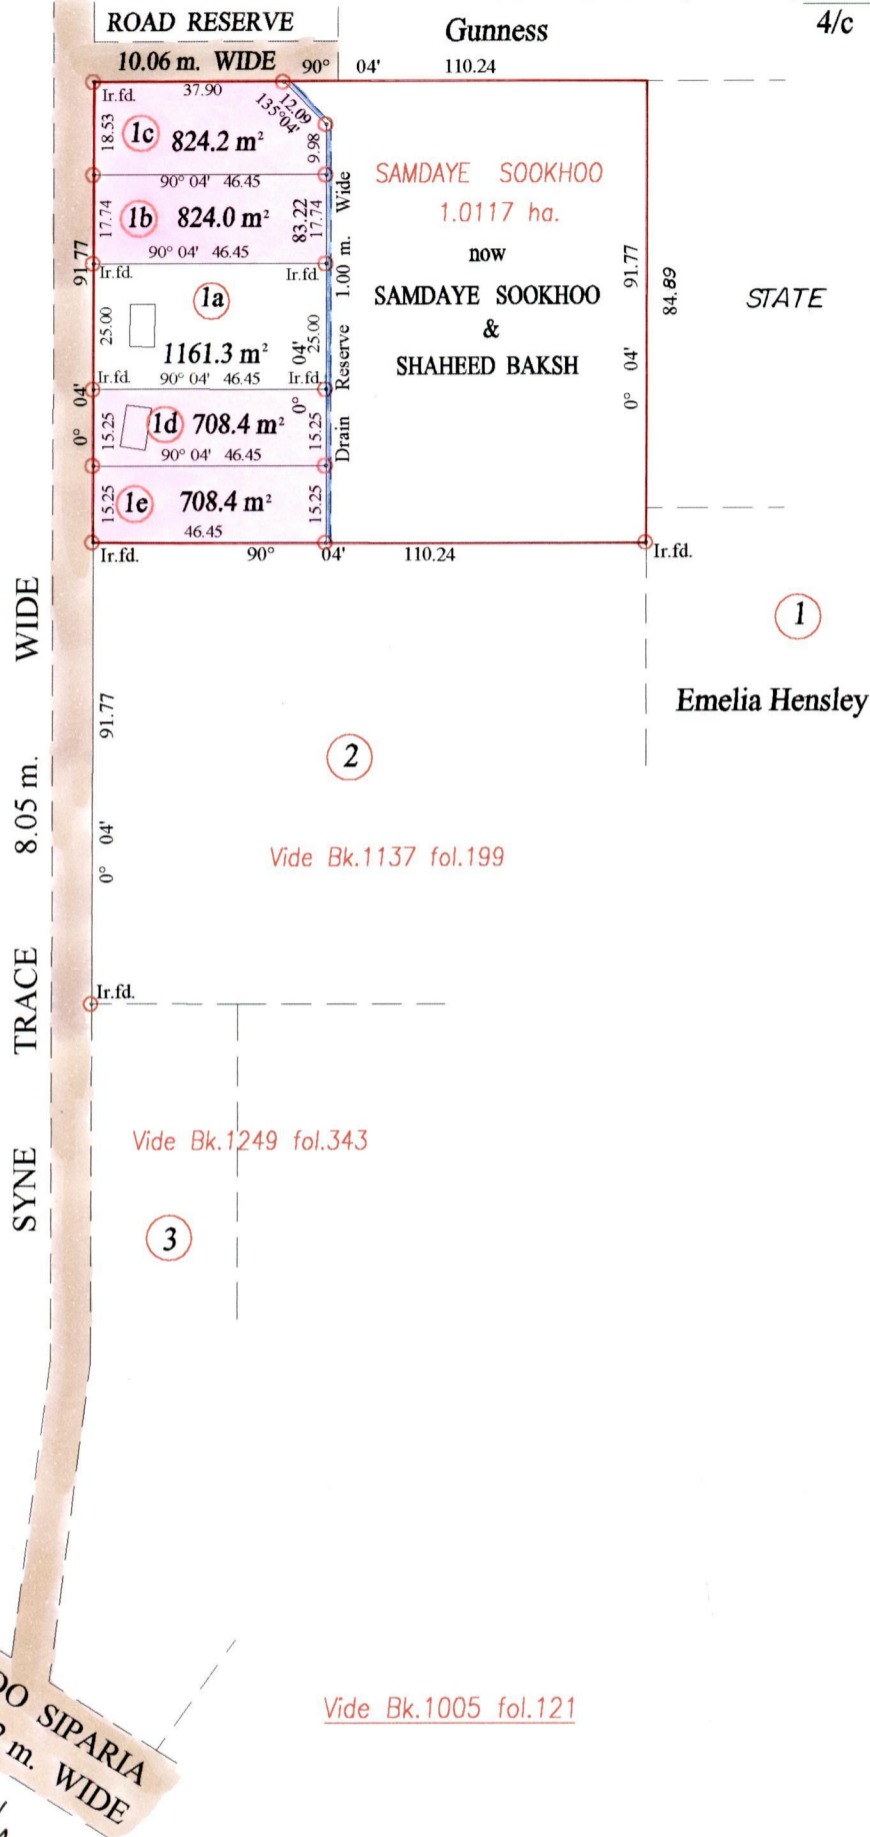 ROAD RESERVE
10.06 m. WIDE
Gunness
4/c
90° 04' 110.24
Ir.fd.
37.90
12.09
135°04'
18.53
1c
824.2 m²
9.98
90° 04' 46.45
17.74
1b
824.0 m²
83.22
17.74
90° 04' 46.45
91.77
Ir.fd.
Ir.fd.
1a
25.00
1161.3 m²
25.00
04'
Ir.fd.
90° 04' 46.45
Ir.fd.
0° 04'
0°
15.25
1d
708.4 m²
15.25
90° 04' 46.45
15.25
1e
708.4 m²
15.25
46.45
Drain Reserve 1.00 m. Wide
SAMDAYE SOOKHOO
1.0117 ha.
now
SAMDAYE SOOKHOO
&
SHAHEED BAKSH
0° 04' 91.77
84.89
STATE
Ir.fd.
90° 04' 110.24
Ir.fd.
1
Emelia Hensley
SYNE TRACE 8.05 m. WIDE
0° 04' 91.77
2
Vide Bk.1137 fol.199
Ir.fd.
Vide Bk.1249 fol.343
3
Vide Bk.1005 fol.121
SIPARIA
m. WIDE